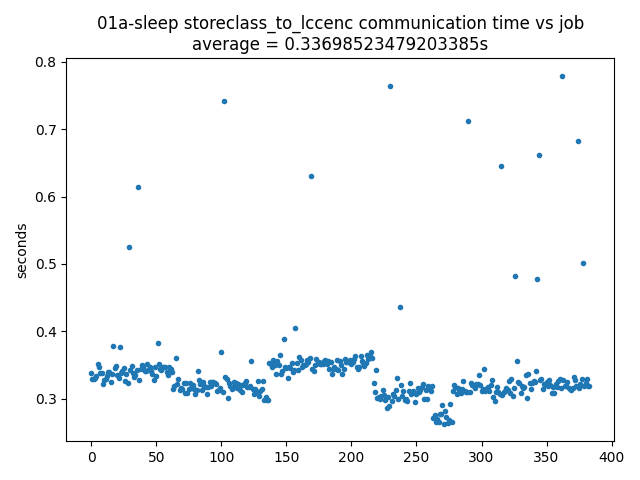 01a-sleep storeclass_to_lccenc communication time vs job
average = 0.33698523479203385s
0.8
0.7
0.6
0.5
0.4
0.3
seconds
0 50 100 150 200 250 300 350 400